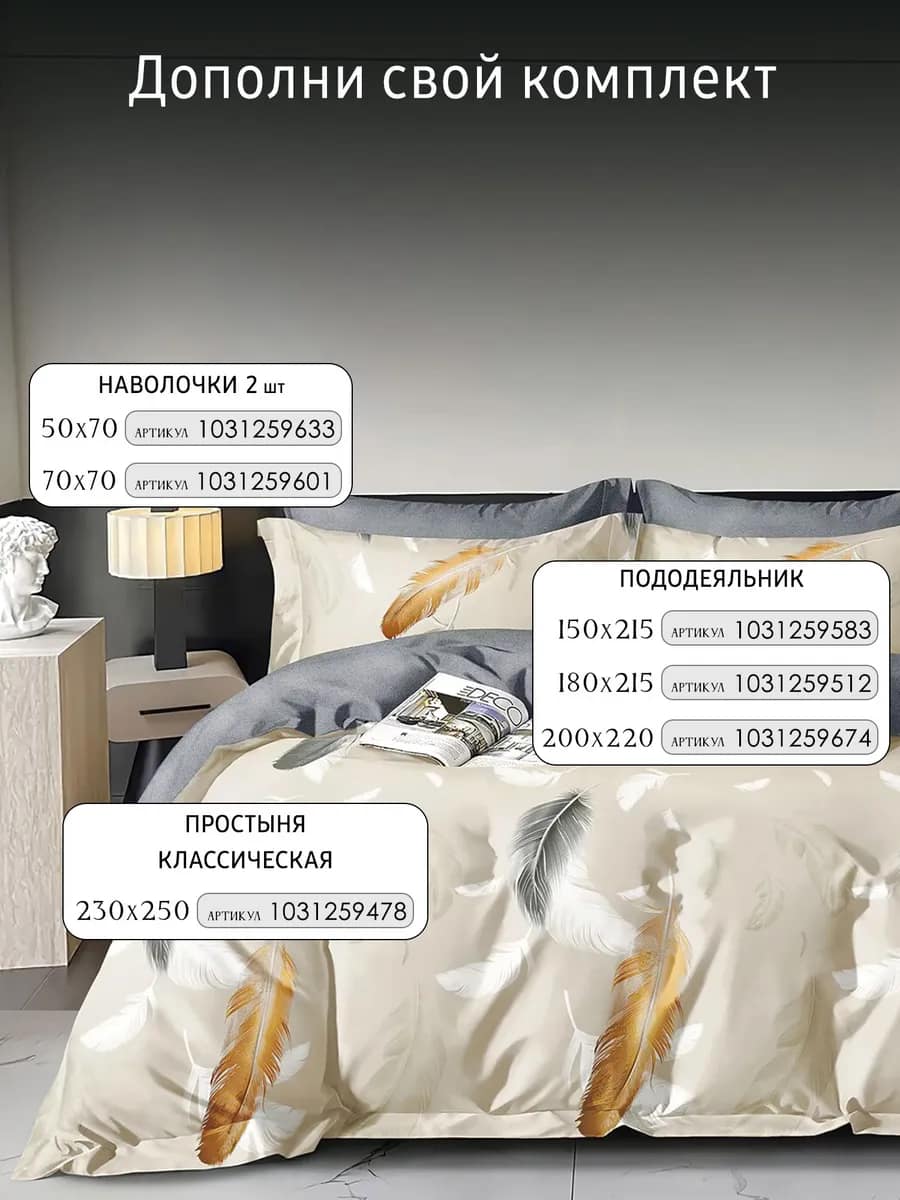 Дополни свой комплект
НАВОЛОЧКИ 2 шт
50x70 АРТИКУЛ 1031259633
70x70 АРТИКУЛ 1031259601
ПОДОДЕЯЛЬНИК
150x215 АРТИКУЛ 1031259583
180x215 АРТИКУЛ 1031259512
200x220 АРТИКУЛ 1031259674
DECO
ПРОСТЫНЯ
КЛАССИЧЕСКАЯ
230x250 АРТИКУЛ 1031259478